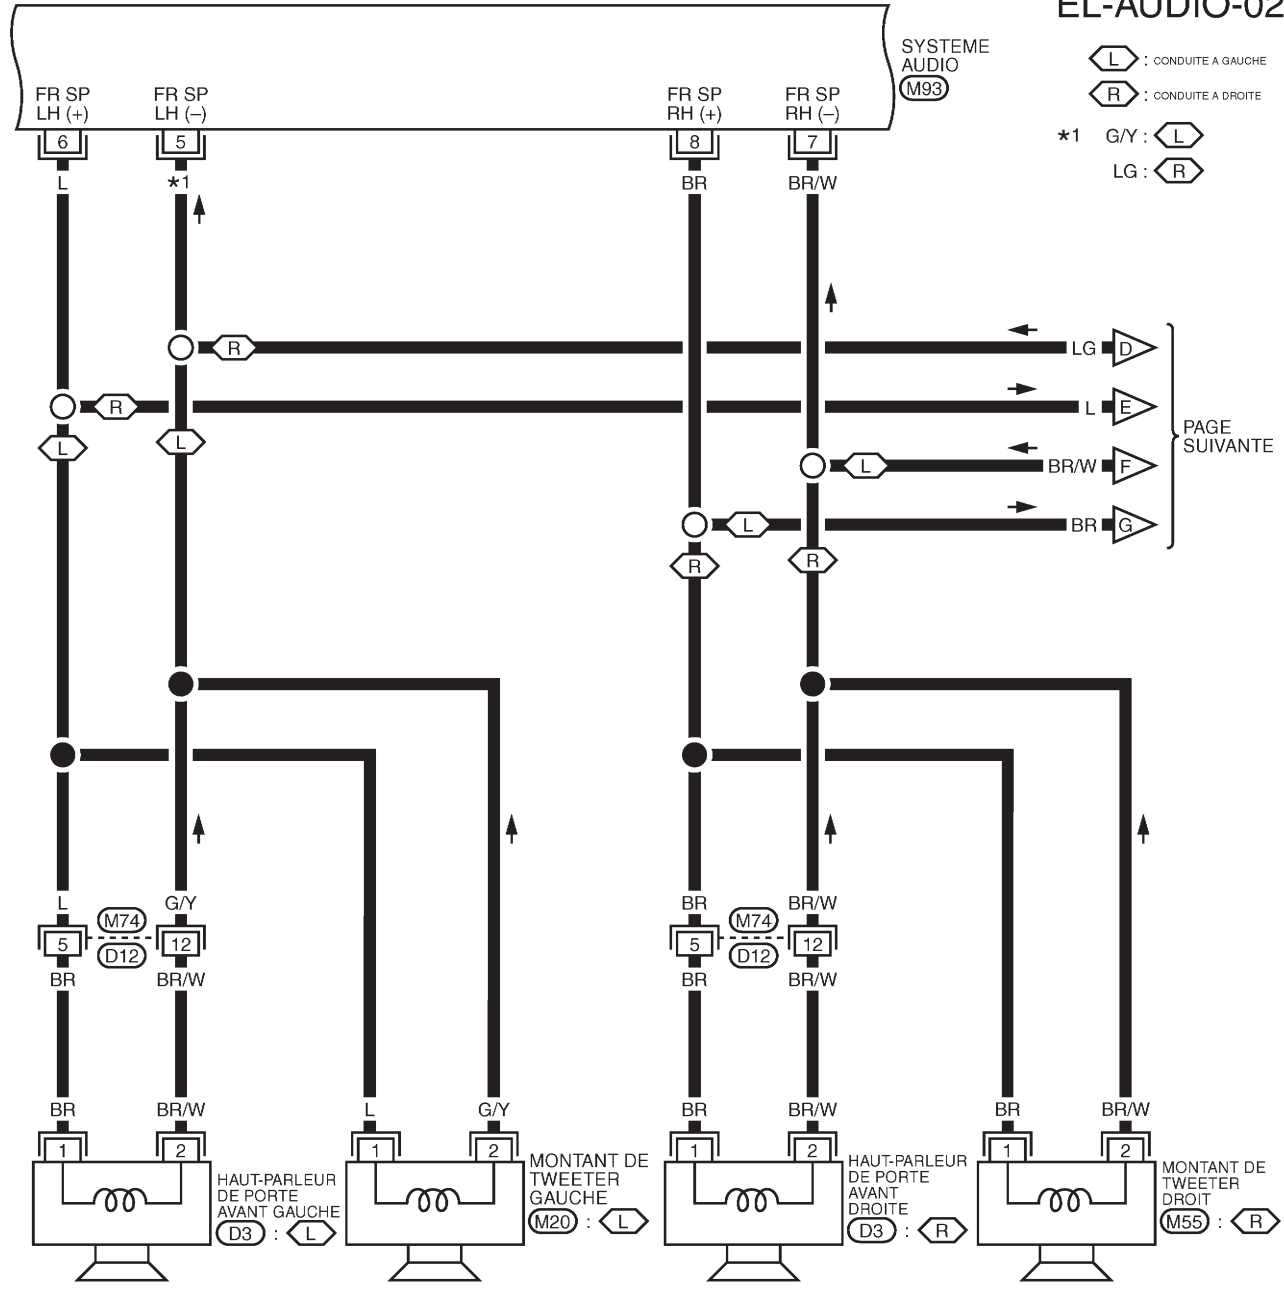 EL-AUDIO-02
SYSTEME
AUDIO
M93
L : CONDUITE A GAUCHE
R : CONDUITE A DROITE
*1 G/Y : L
LG : R
FR SP
LH (+)
FR SP
LH (–)
FR SP
RH (+)
FR SP
RH (–)
6
5
8
7
L
*1
BR
BR/W
R
LG
D
R
L
E
L
L
L
BR/W
F
L
BR
G
PAGE
SUIVANTE
R
R
L
G/Y
BR
BR/W
M74
M74
5
12
5
12
D12
D12
BR
BR/W
BR
BR/W
BR
BR/W
L
G/Y
BR
BR/W
BR
BR/W
1
2
1
2
1
2
1
2
HAUT-PARLEUR
DE PORTE
AVANT GAUCHE
D3 : L
MONTANT DE
TWEETER
GAUCHE
M20 : L
HAUT-PARLEUR
DE PORTE
AVANT
DROITE
D3 : R
MONTANT DE
TWEETER
DROIT
M55 : R